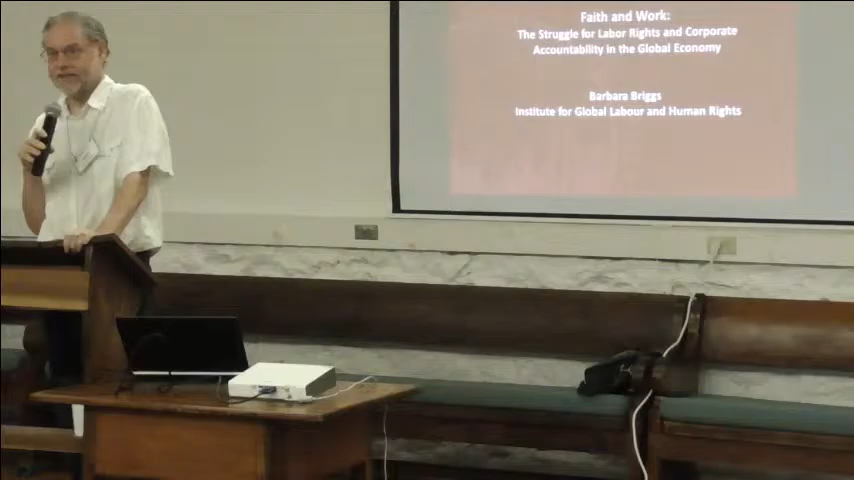 Faith and Work:
The Struggle for Labor Rights and Corporate
Accountability in the Global Economy
Barbara Briggs
Institute for Global Labour and Human Rights